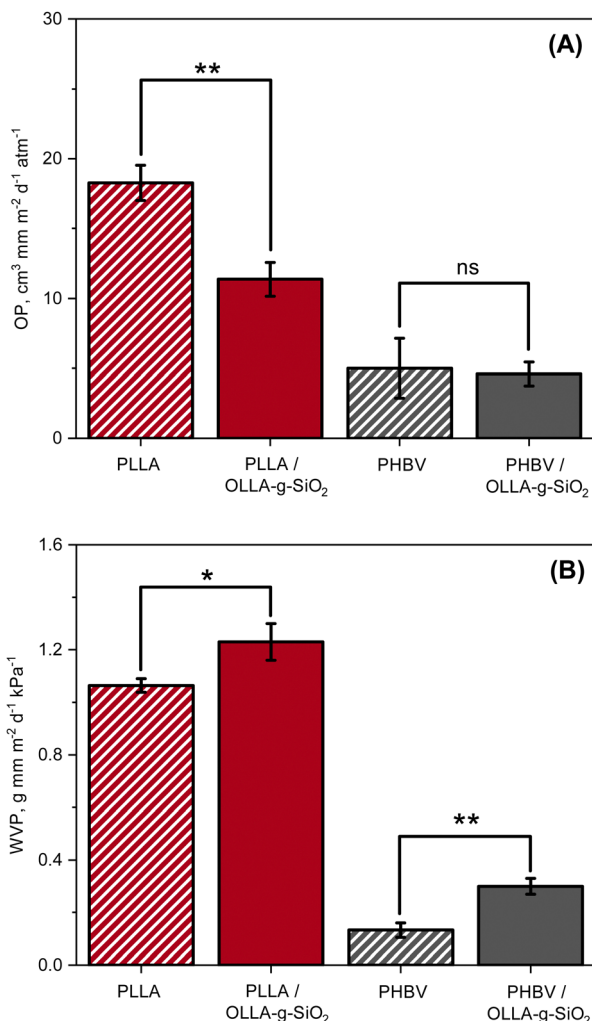 (A)
30
20
10
0
OP, cm³ mm m⁻² d⁻¹ atm⁻¹
**
ns
PLLA
PLLA /
OLLA-g-SiO₂
PHBV
PHBV /
OLLA-g-SiO₂
(B)
1.6
1.2
0.8
0.4
0.0
WVP, g mm m⁻² d⁻¹ kPa⁻¹
*
**
PLLA
PLLA /
OLLA-g-SiO₂
PHBV
PHBV /
OLLA-g-SiO₂